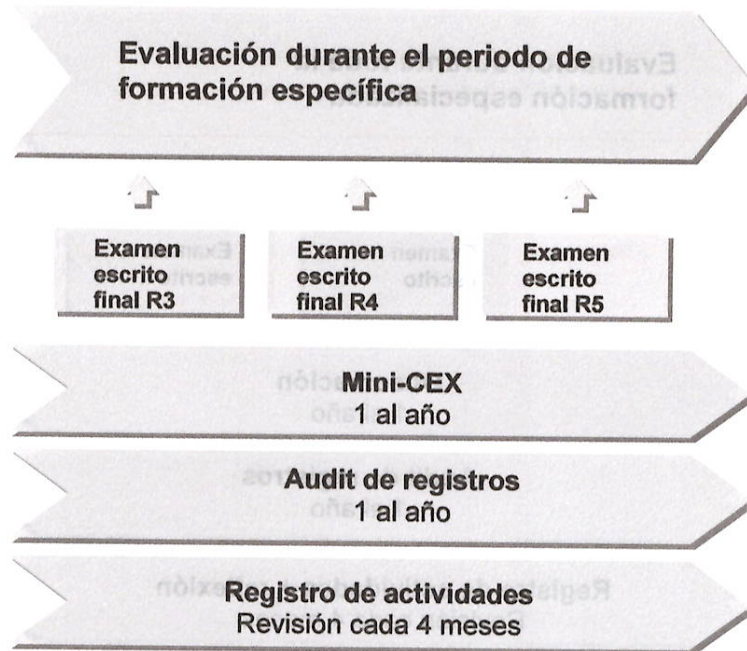 Evaluación durante el periodo de
formación específica
Examen
escrito
final R3
Examen
escrito
final R4
Examen
escrito
final R5
Mini-CEX
1 al año
Audit de registros
1 al año
Registro de actividades
Revisión cada 4 meses